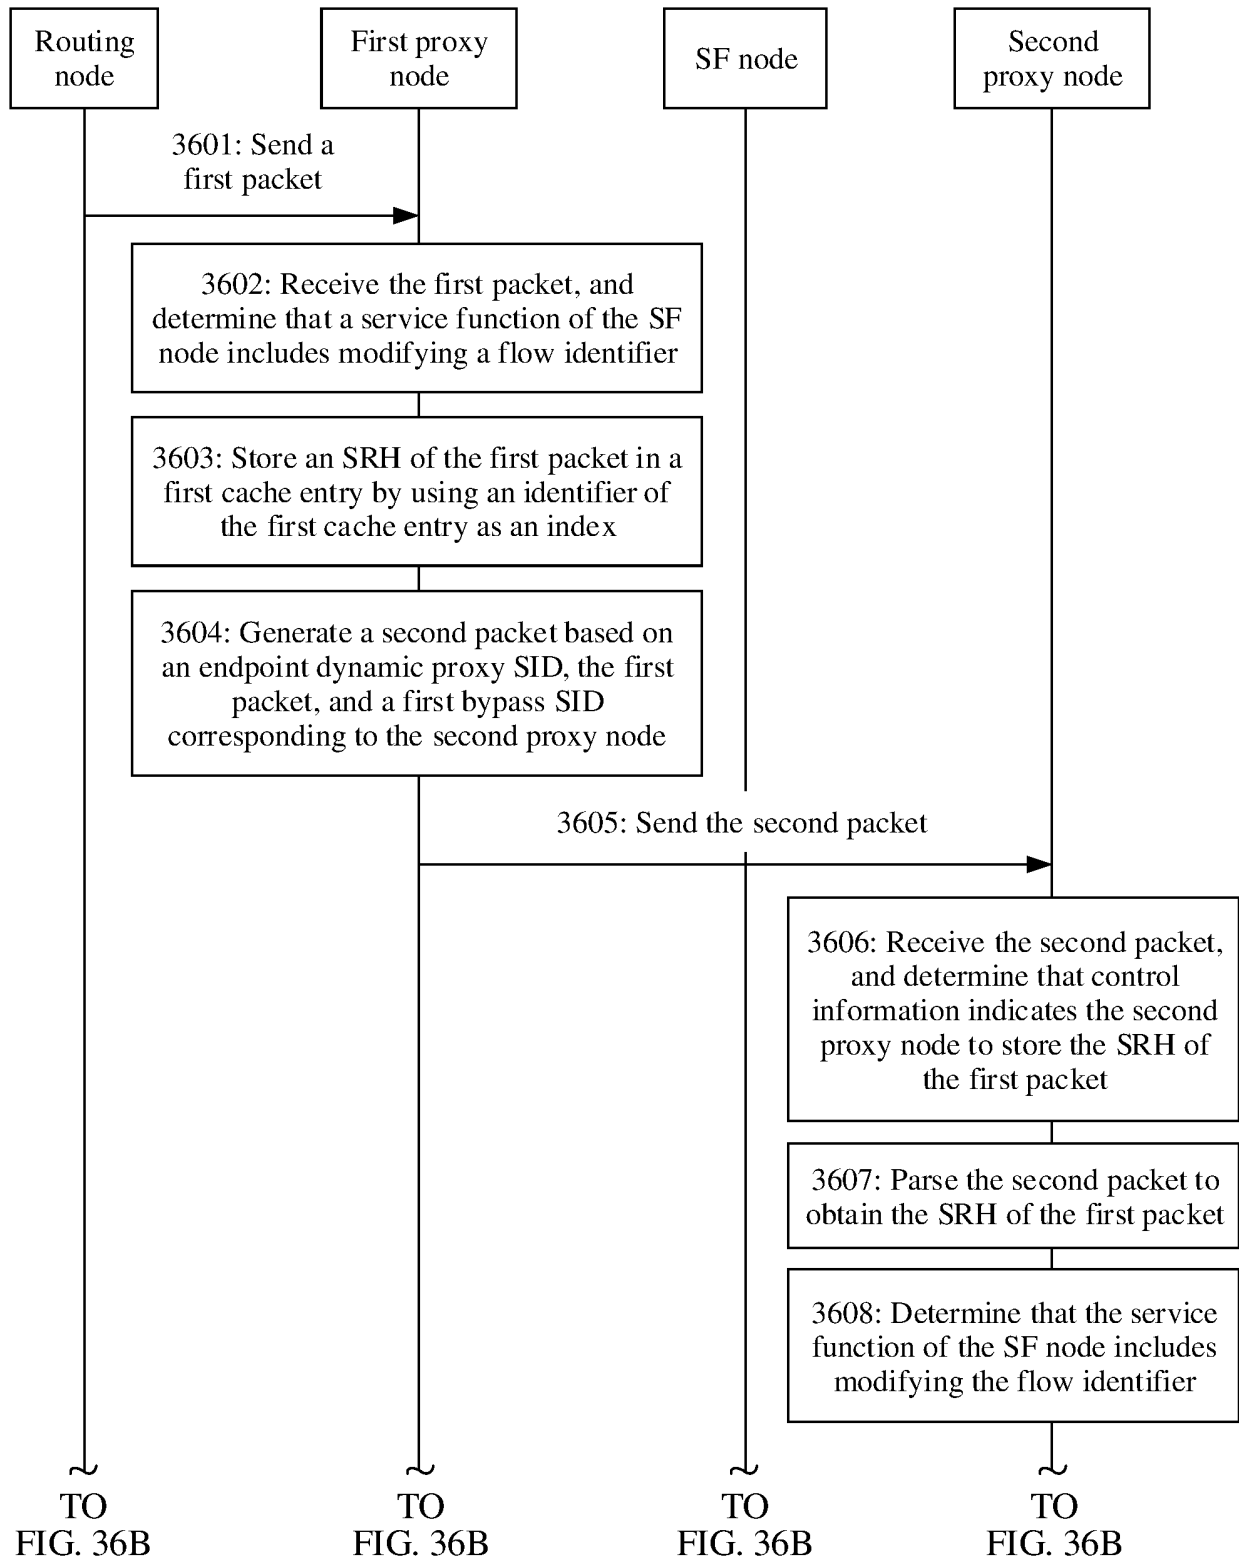 Routing
node
First proxy
node
SF node
Second
proxy node
3601: Send a
first packet
3602: Receive the first packet, and
determine that a service function of the SF
node includes modifying a flow identifier
3603: Store an SRH of the first packet in a
first cache entry by using an identifier of
the first cache entry as an index
3604: Generate a second packet based on
an endpoint dynamic proxy SID, the first
packet, and a first bypass SID
corresponding to the second proxy node
3605: Send the second packet
3606: Receive the second packet,
and determine that control
information indicates the second
proxy node to store the SRH of
the first packet
3607: Parse the second packet to
obtain the SRH of the first packet
3608: Determine that the service
function of the SF node includes
modifying the flow identifier
TO
FIG. 36B
TO
FIG. 36B
TO
FIG. 36B
TO
FIG. 36B